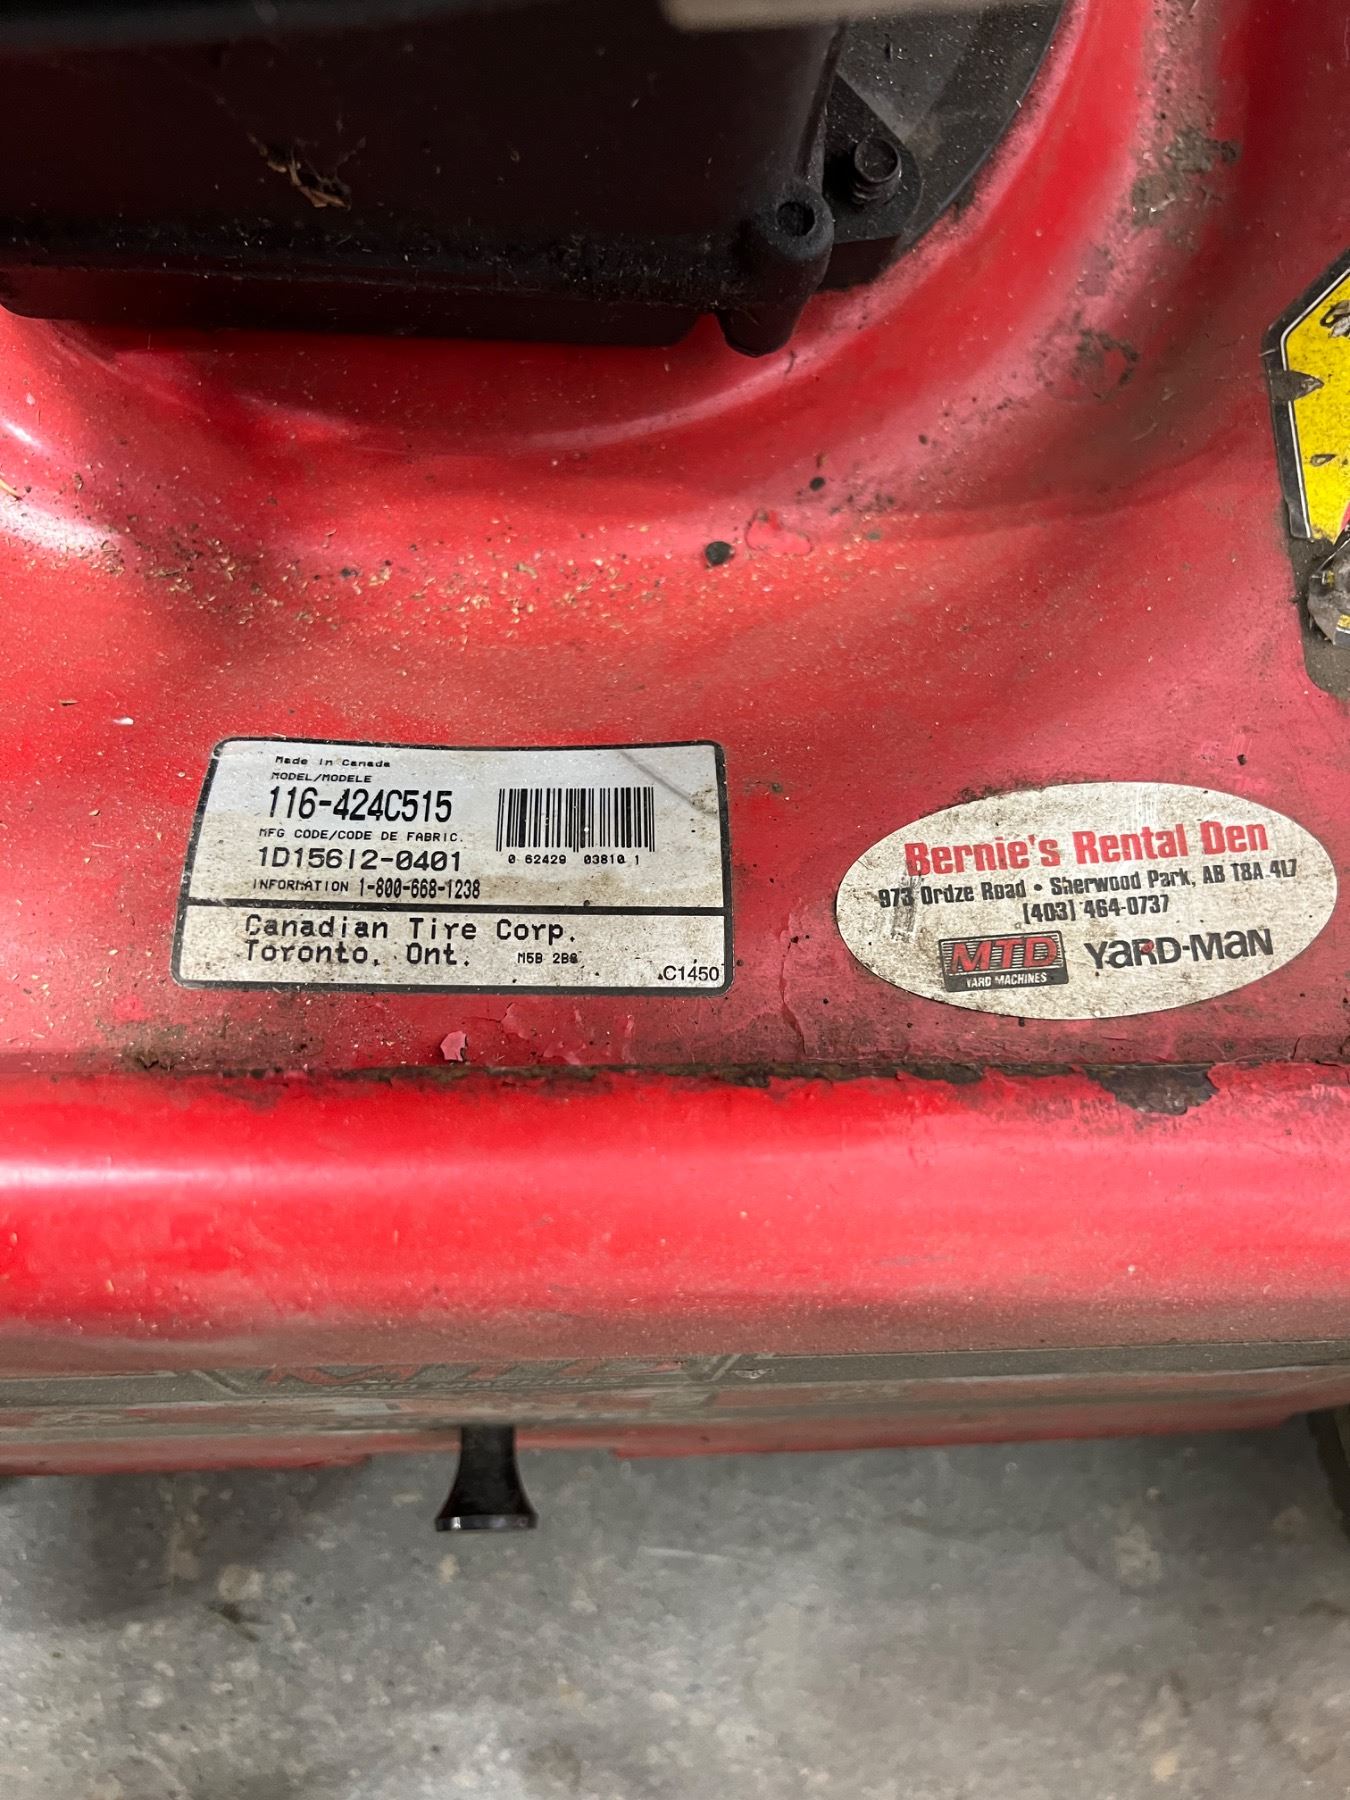 Made in Canada
MODEL/MODELE
116-424C515
MFG CODE/CODE DE FABRIC.
1D156I2-0401
INFORMATION 1-800-668-1238
0 62429 03810 1
Canadian Tire Corp.
Toronto, Ont. M5B 2B8
C1450
Bernie's Rental Den
973 Ordze Road • Sherwood Park, AB T8A 4L7
(403) 464-0737
MTD
YARD MACHINES
YARD-MAN
MTD